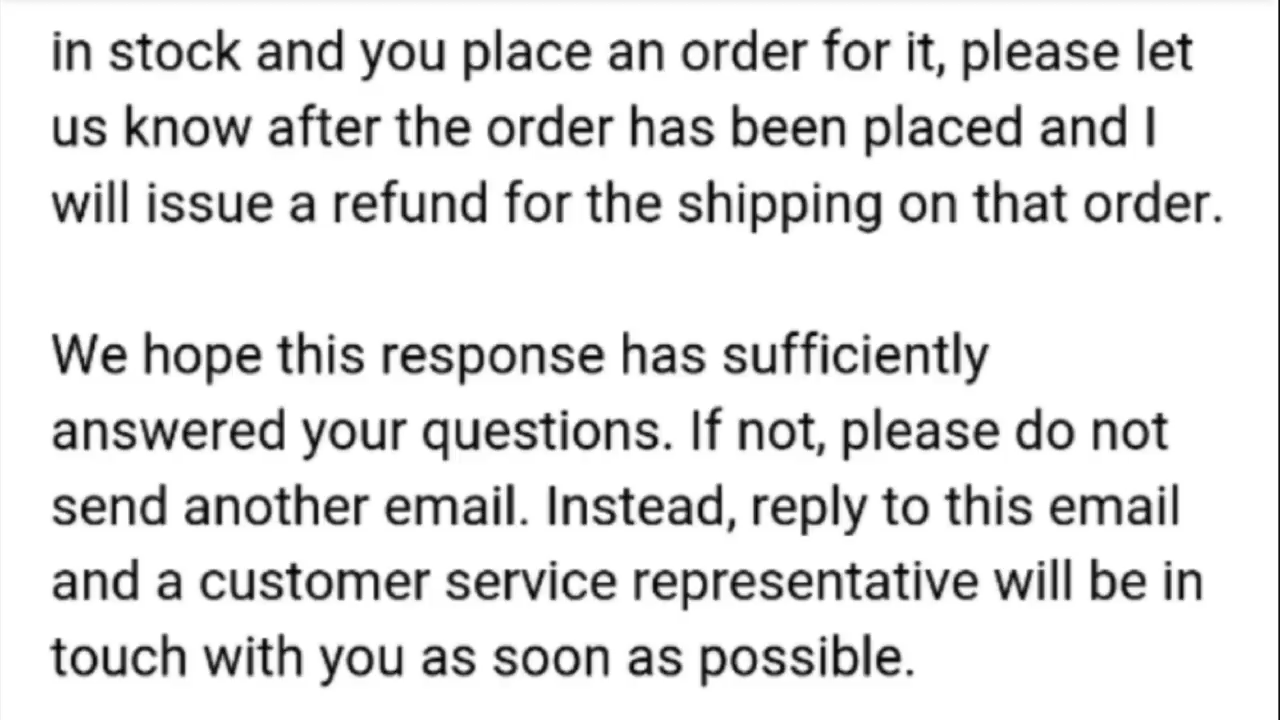 in stock and you place an order for it, please let
us know after the order has been placed and I
will issue a refund for the shipping on that order.
We hope this response has sufficiently
answered your questions. If not, please do not
send another email. Instead, reply to this email
and a customer service representative will be in
touch with you as soon as possible.